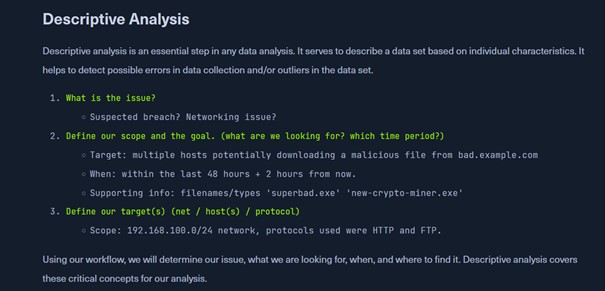 Descriptive Analysis
Descriptive analysis is an essential step in any data analysis. It serves to describe a data set based on individual characteristics. It
helps to detect possible errors in data collection and/or outliers in the data set.
1. What is the issue?
◦ Suspected breach? Networking issue?
2. Define our scope and the goal. (what are we looking for? which time period?)
◦ Target: multiple hosts potentially downloading a malicious file from bad.example.com
◦ When: within the last 48 hours + 2 hours from now.
◦ Supporting info: filenames/types 'superbad.exe' 'new-crypto-miner.exe'
3. Define our target(s) (net / host(s) / protocol)
◦ Scope: 192.168.100.0/24 network, protocols used were HTTP and FTP.
Using our workflow, we will determine our issue, what we are looking for, when, and where to find it. Descriptive analysis covers
these critical concepts for our analysis.